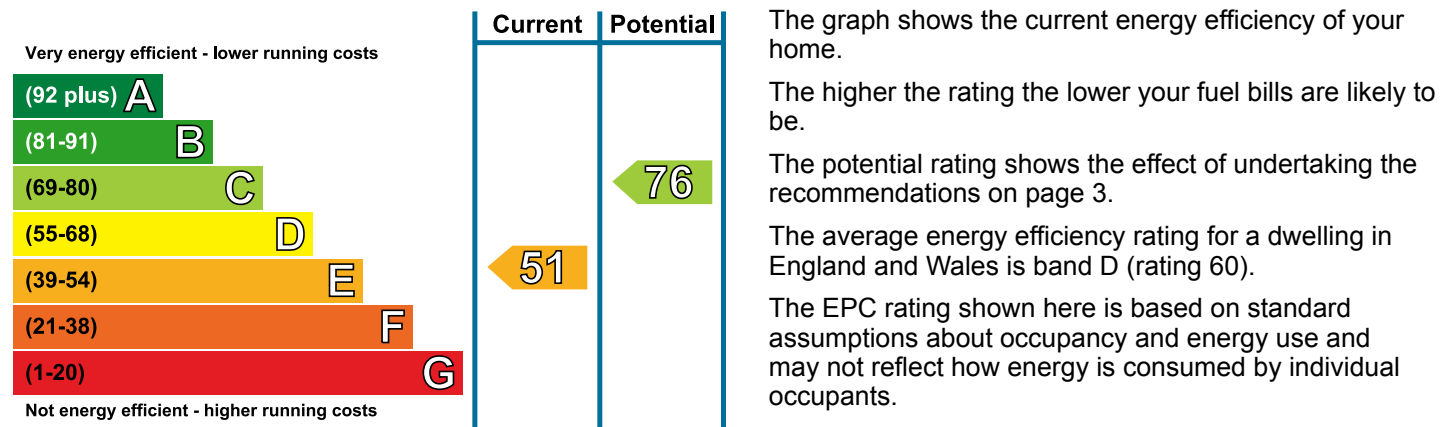 Current Potential
Very energy efficient - lower running costs
(92 plus) A
(81-91) B
(69-80) C
76
(55-68) D
51
(39-54) E
(21-38) F
(1-20) G
Not energy efficient - higher running costs
The graph shows the current energy efficiency of your
home.
The higher the rating the lower your fuel bills are likely to
be.
The potential rating shows the effect of undertaking the
recommendations on page 3.
The average energy efficiency rating for a dwelling in
England and Wales is band D (rating 60).
The EPC rating shown here is based on standard
assumptions about occupancy and energy use and
may not reflect how energy is consumed by individual
occupants.